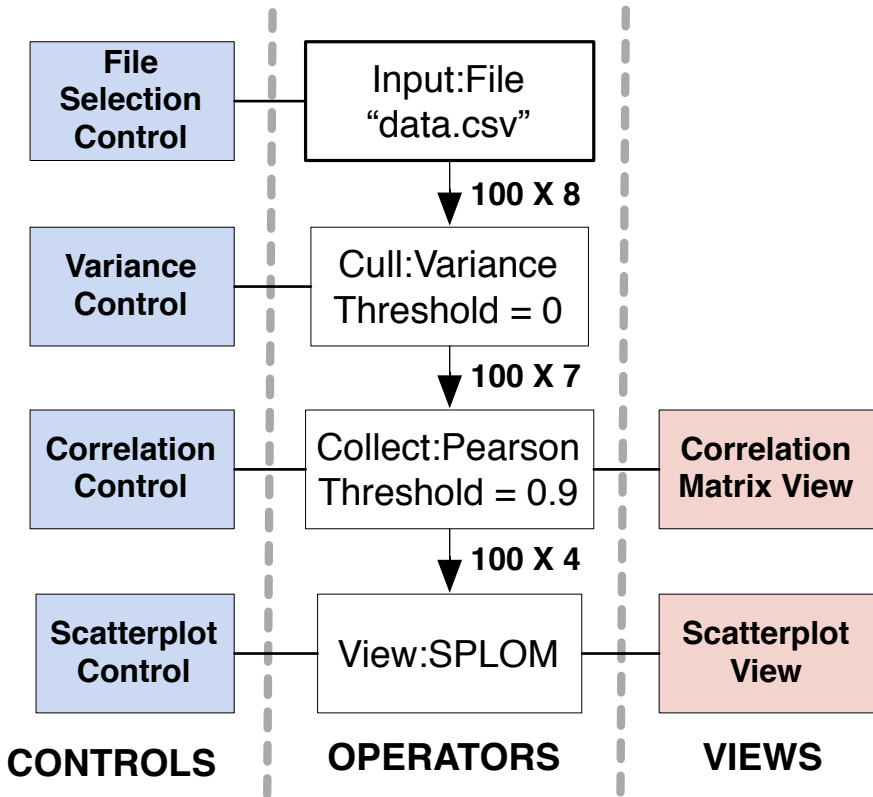 File
Selection
Control
Input:File
“data.csv”
100 X 8
Variance
Control
Cull:Variance
Threshold = 0
100 X 7
Correlation
Control
Collect:Pearson
Threshold = 0.9
Correlation
Matrix View
100 X 4
Scatterplot
Control
View:SPLOM
Scatterplot
View
CONTROLS
OPERATORS
VIEWS